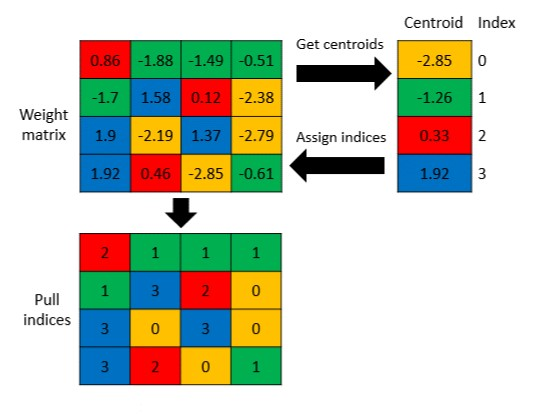 Centroid Index
Get centroids
0.86 -1.88 -1.49 -0.51
-2.85 0
-1.7 1.58 0.12 -2.38
-1.26 1
Weight
matrix
1.9 -2.19 1.37 -2.79
Assign indices
0.33 2
1.92 0.46 -2.85 -0.61
1.92 3
2 1 1 1
1 3 2 0
Pull
indices
3 0 3 0
3 2 0 1